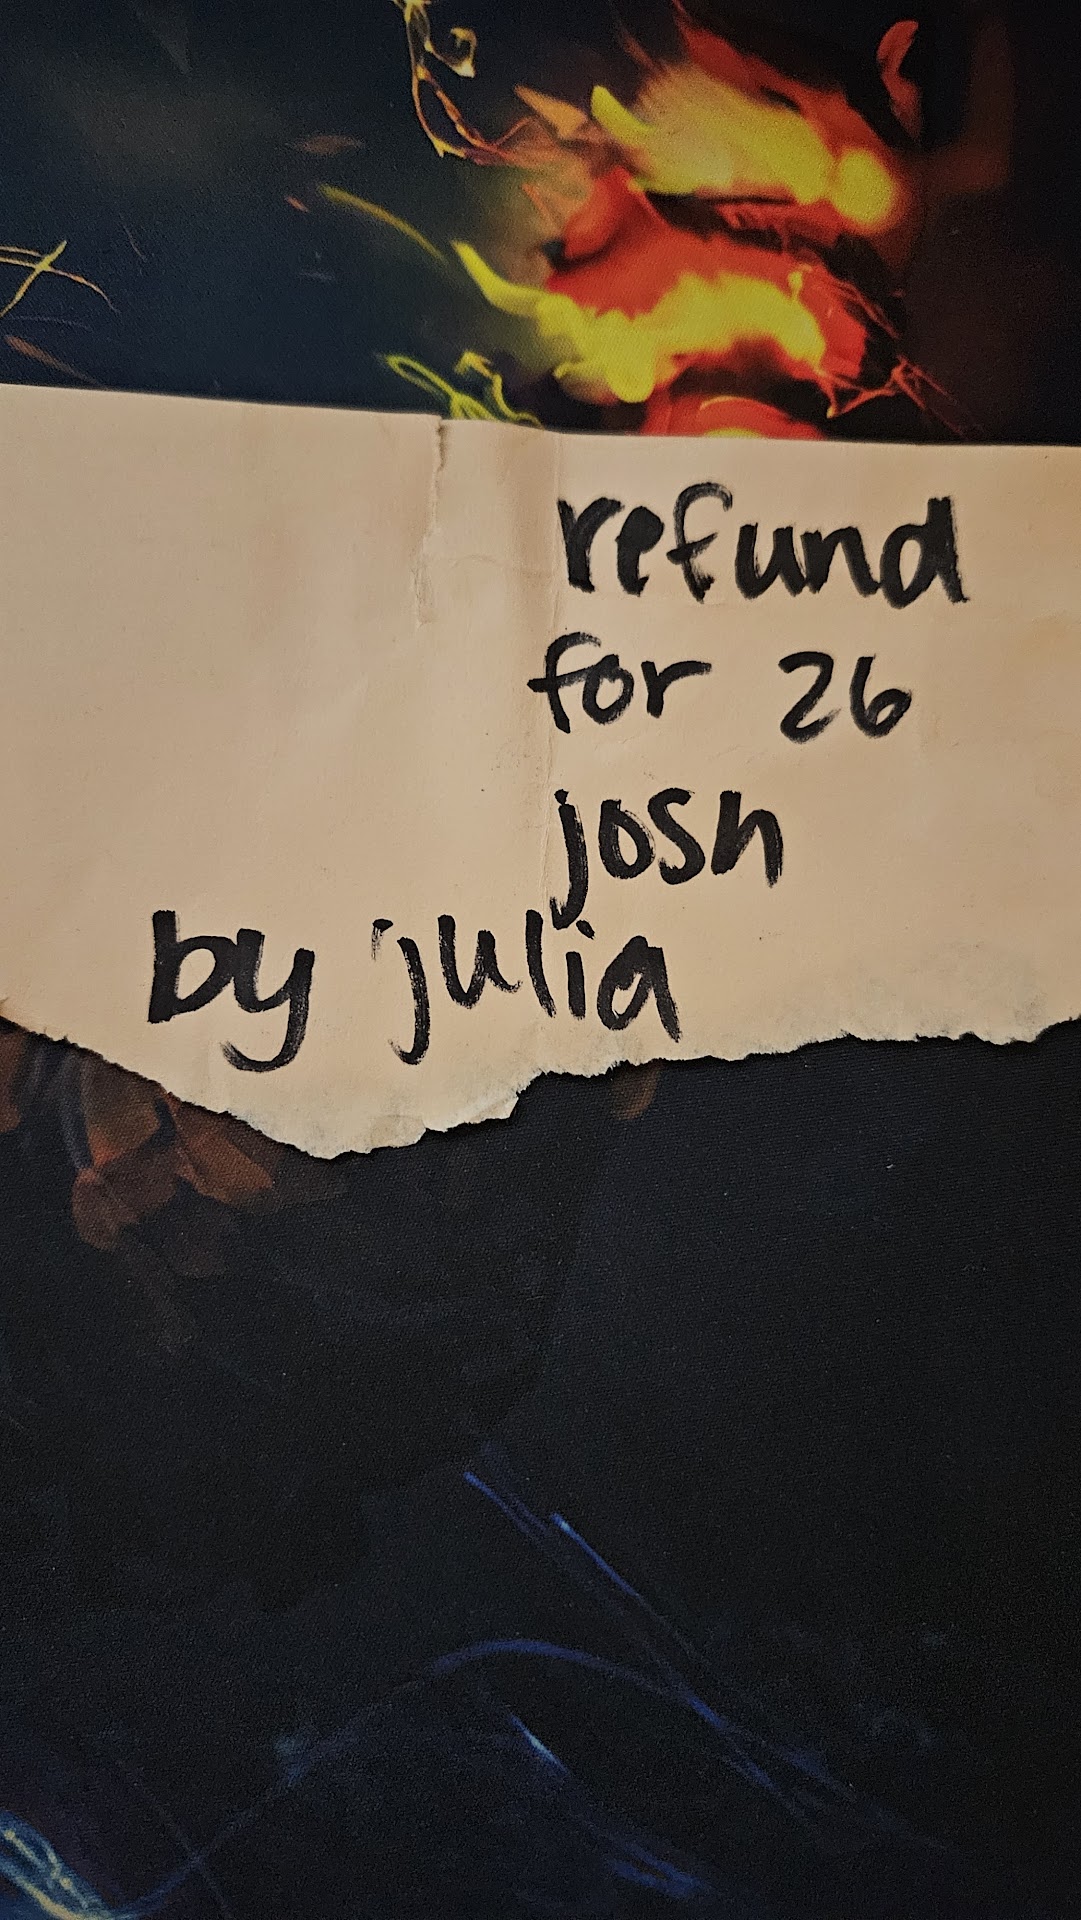 refund
for 26
josh
by julia